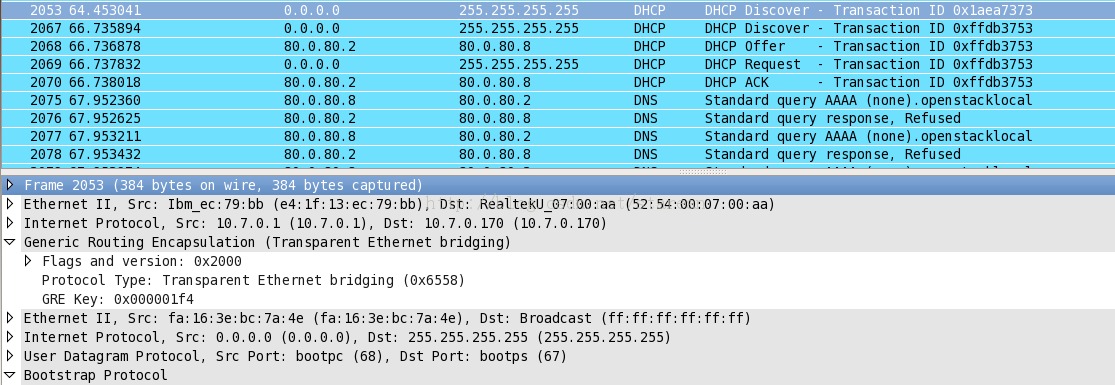 2053 64.453041 0.0.0.0 255.255.255.255 DHCP DHCP Discover - Transaction ID 0x1aea7373
2067 66.735894 0.0.0.0 255.255.255.255 DHCP DHCP Discover - Transaction ID 0xffdb3753
2068 66.736878 80.0.80.2 80.0.80.8 DHCP DHCP Offer - Transaction ID 0xffdb3753
2069 66.737832 0.0.0.0 255.255.255.255 DHCP DHCP Request - Transaction ID 0xffdb3753
2070 66.738018 80.0.80.2 80.0.80.8 DHCP DHCP ACK - Transaction ID 0xffdb3753
2075 67.952360 80.0.80.8 80.0.80.2 DNS Standard query AAAA (none).openstacklocal
2076 67.952625 80.0.80.2 80.0.80.8 DNS Standard query response, Refused
2077 67.953211 80.0.80.8 80.0.80.2 DNS Standard query AAAA (none).openstacklocal
2078 67.953432 80.0.80.2 80.0.80.8 DNS Standard query response, Refused
Frame 2053 (384 bytes on wire, 384 bytes captured)
Ethernet II, Src: Ibm_ec:79:bb (e4:1f:13:ec:79:bb), Dst: RealtekU_07:00:aa (52:54:00:07:00:aa)
Internet Protocol, Src: 10.7.0.1 (10.7.0.1), Dst: 10.7.0.170 (10.7.0.170)
Generic Routing Encapsulation (Transparent Ethernet bridging)
Flags and version: 0x2000
Protocol Type: Transparent Ethernet bridging (0x6558)
GRE Key: 0x000001f4
Ethernet II, Src: fa:16:3e:bc:7a:4e (fa:16:3e:bc:7a:4e), Dst: Broadcast (ff:ff:ff:ff:ff:ff)
Internet Protocol, Src: 0.0.0.0 (0.0.0.0), Dst: 255.255.255.255 (255.255.255.255)
User Datagram Protocol, Src Port: bootpc (68), Dst Port: bootps (67)
Bootstrap Protocol